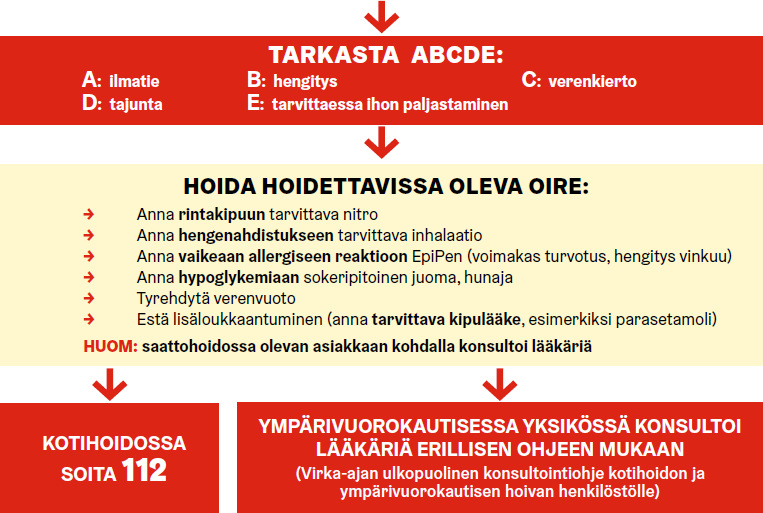 TARKASTA ABCDE:
A: ilmatie B: hengitys C: verenkierto
D: tajunta E: tarvittaessa ihon paljastaminen
HOIDA HOIDETTAVISSA OLEVA OIRE:
→ Anna rintakipuun tarvittava nitro
→ Anna hengenahdistukseen tarvittava inhalaatio
→ Anna vaikeaan allergiseen reaktioon EpiPen (voimakas turvotus, hengitys vinkuu)
→ Anna hypoglykemiaan sokeripitoinen juoma, hunaja
→ Tyrehdytä verenvuoto
→ Estä lisäloukkaantuminen (anna tarvittava kipulääke, esimerkiksi parasetamoli)
HUOM: saattohoidossa olevan asiakkaan kohdalla konsultoi lääkäriä
KOTIHOIDOSSA
SOITA 112
YMPÄRIVUOROKAUTISESSA YKSIKÖSSÄ KONSULTOI
LÄÄKÄRIÄ ERILLISEN OHJEEN MUKAAN
(Virka-ajan ulkopuolinen konsultointiohje kotihoidon ja
ympärivuorokautisen hoivan henkilöstölle)